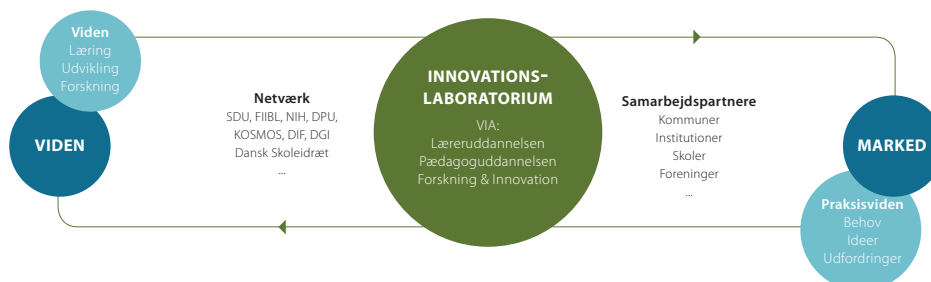 Viden
Læring
Udvikling
Forskning
VIDEN
Netværk
SDU, FIIBL, NIH, DPU,
KOSMOS, DIF, DGI
Dansk Skoleidræt
...
INNOVATIONS-
LABORATORIUM
VIA:
Læreruddannelsen
Pædagoguddannelsen
Forskning & Innovation
Samarbejdspartnere
Kommuner
Institutioner
Skoler
Foreninger
...
MARKED
Praksisviden
Behov
Ideer
Udfordringer